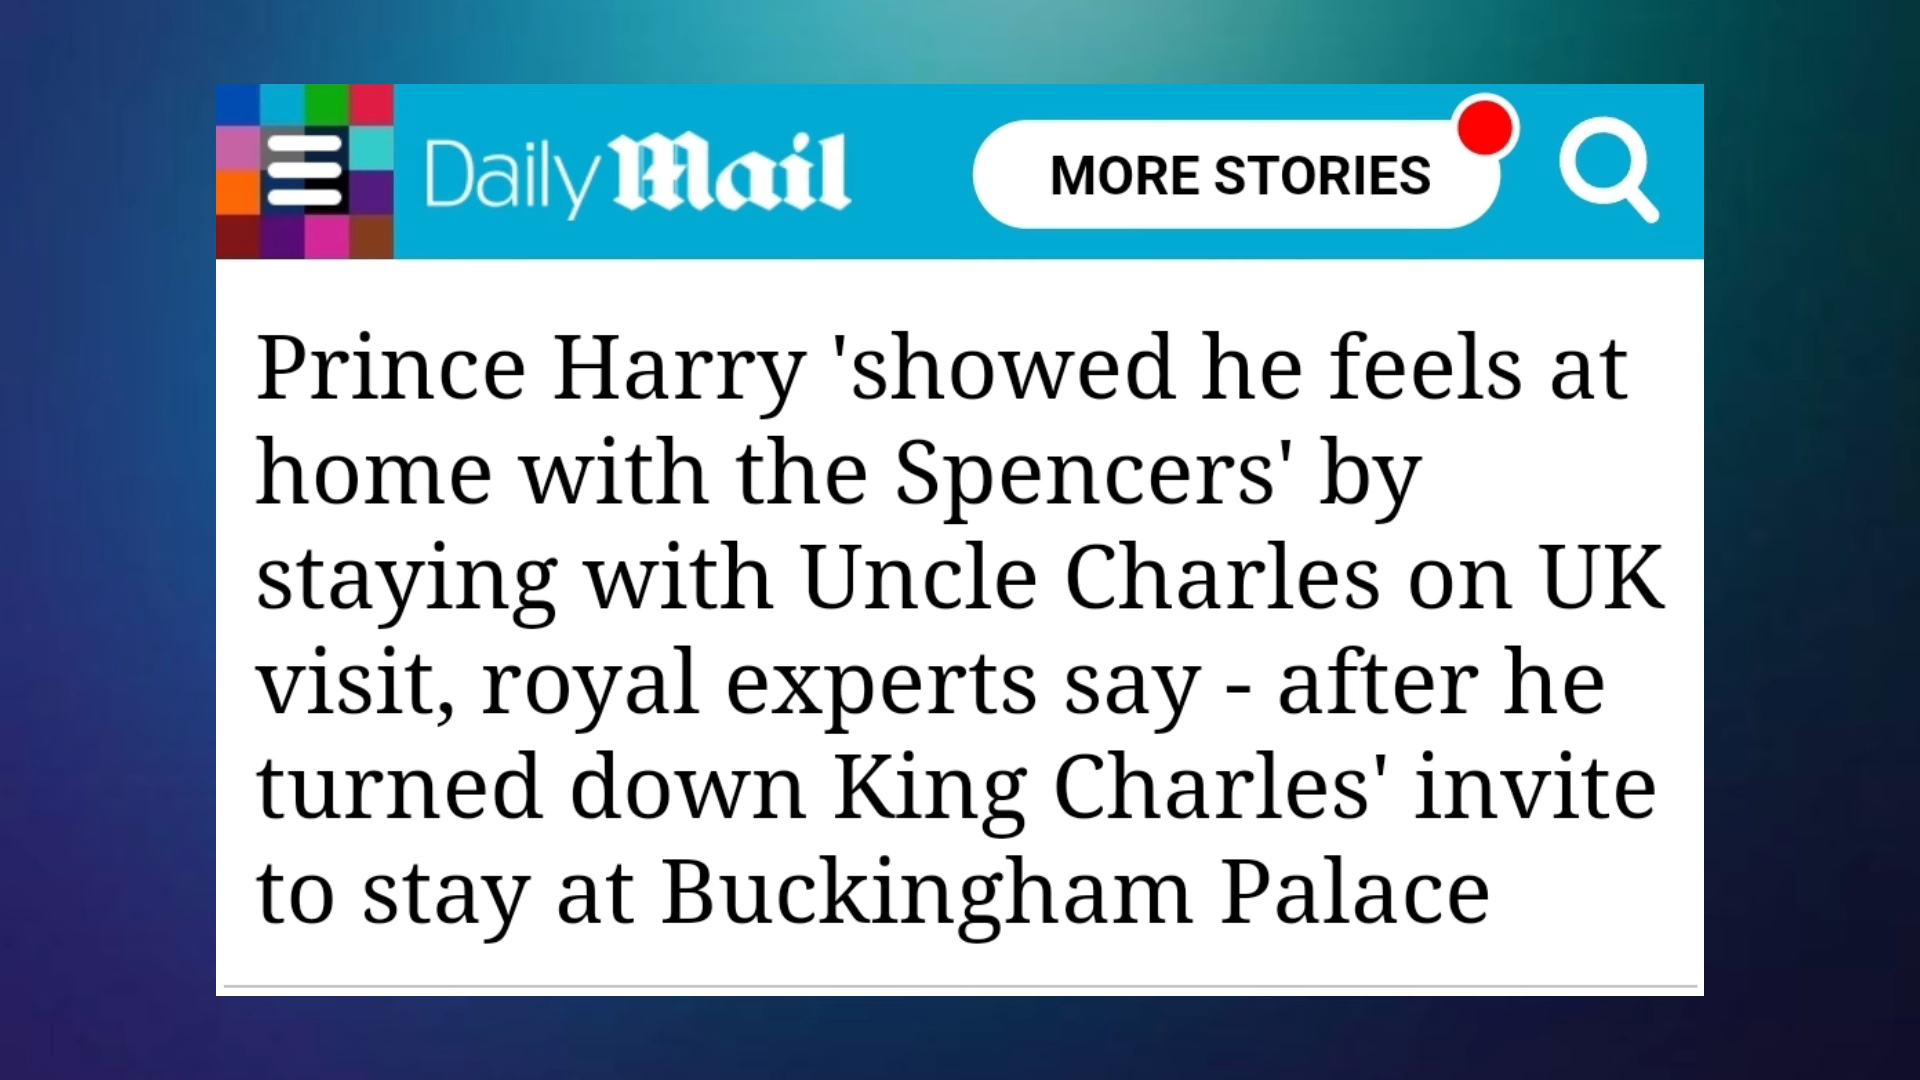 Daily Mail
MORE STORIES
Prince Harry 'showed he feels at
home with the Spencers' by
staying with Uncle Charles on UK
visit, royal experts say - after he
turned down King Charles' invite
to stay at Buckingham Palace